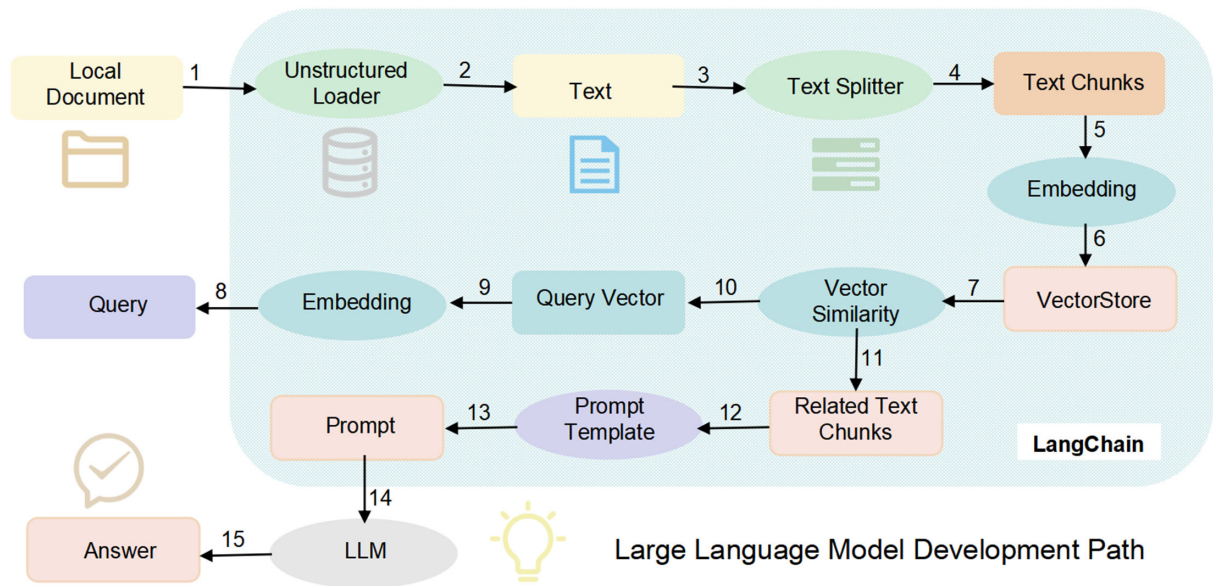 Local
Document
1
Unstructured
Loader
2
Text
3
Text Splitter
4
Text Chunks
5
Embedding
6
Query
8
Embedding
9
Query Vector
10
Vector
Similarity
7
VectorStore
11
Prompt
13
Prompt
Template
12
Related Text
Chunks
LangChain
14
Answer
15
LLM
Large Language Model Development Path